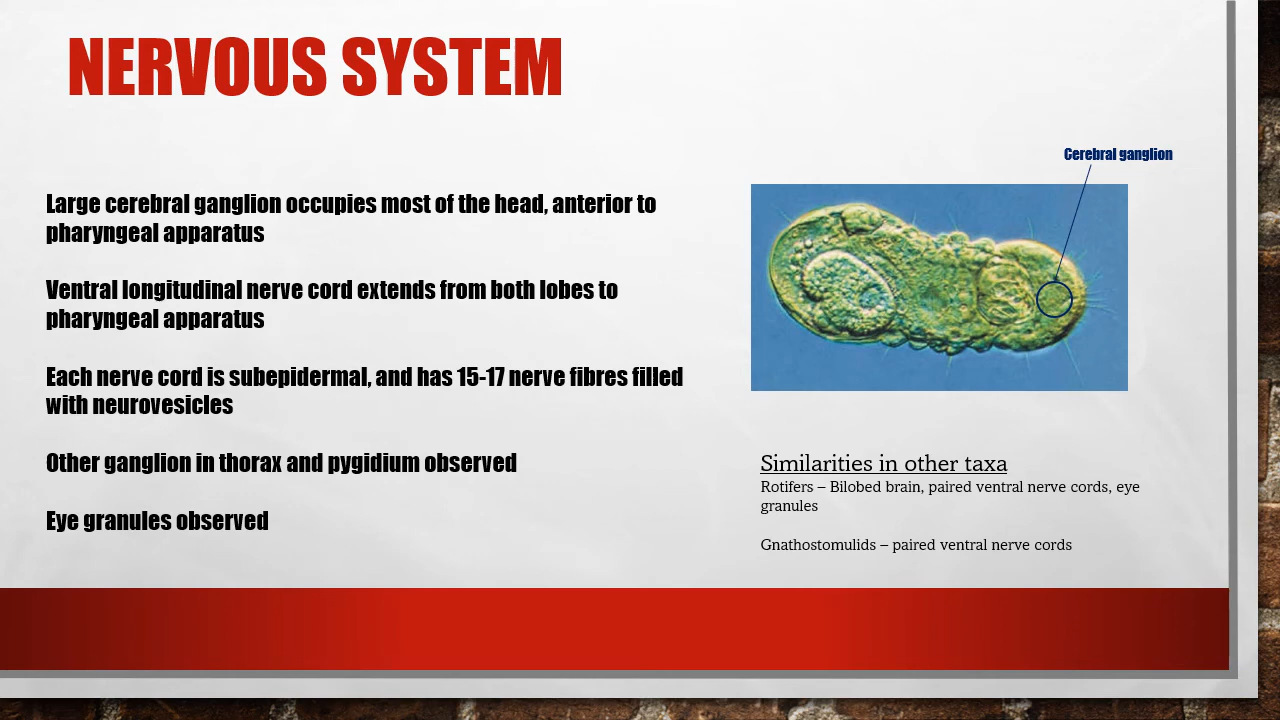 NERVOUS SYSTEM
Cerebral ganglion
Large cerebral ganglion occupies most of the head, anterior to
pharyngeal apparatus
Ventral longitudinal nerve cord extends from both lobes to
pharyngeal apparatus
Each nerve cord is subepidermal, and has 15-17 nerve fibres filled
with neurovesicles
Other ganglion in thorax and pygidium observed
Eye granules observed
Similarities in other taxa
Rotifers – Bilobed brain, paired ventral nerve cords, eye
granules
Gnathostomulids – paired ventral nerve cords